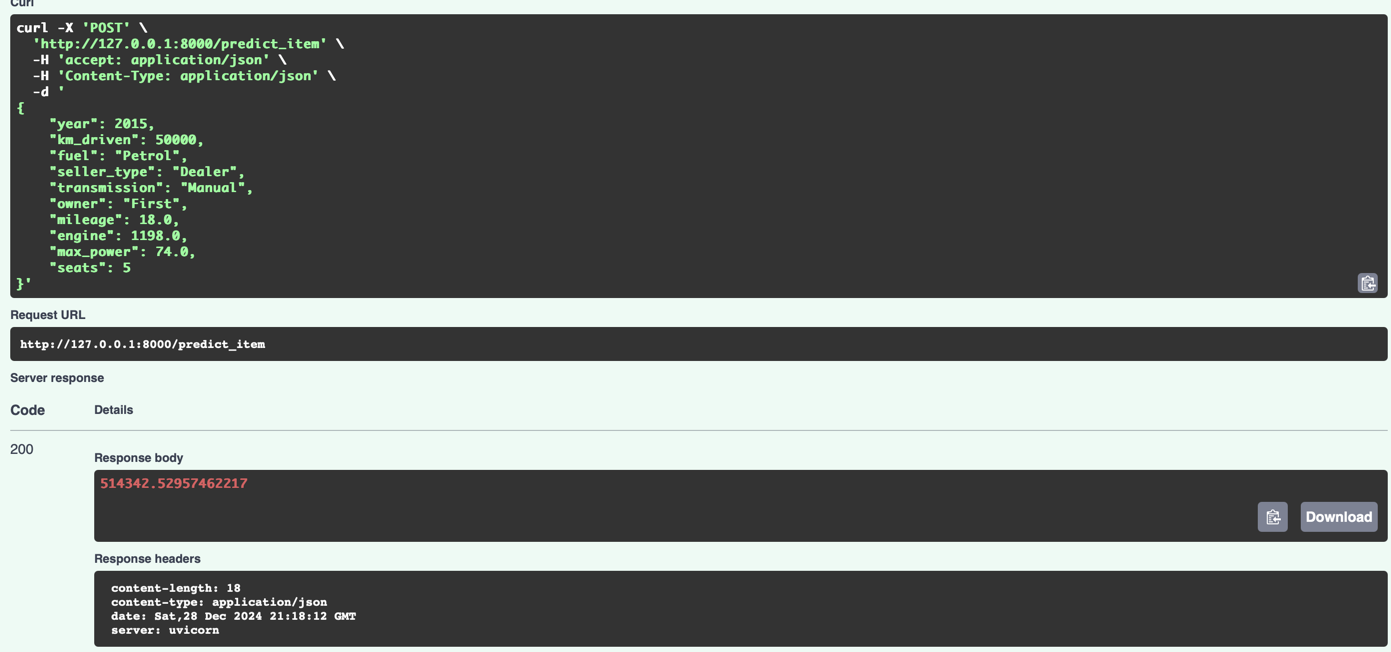 Curl
curl -X 'POST' \
'http://127.0.0.1:8000/predict_item' \
-H 'accept: application/json' \
-H 'Content-Type: application/json' \
-d '
{
"year": 2015,
"km_driven": 50000,
"fuel": "Petrol",
"seller_type": "Dealer",
"transmission": "Manual",
"owner": "First",
"mileage": 18.0,
"engine": 1198.0,
"max_power": 74.0,
"seats": 5
}'
Request URL
http://127.0.0.1:8000/predict_item
Server response
Code Details
200
Response body
514342.52957462217
Download
Response headers
content-length: 18
content-type: application/json
date: Sat,28 Dec 2024 21:18:12 GMT
server: uvicorn